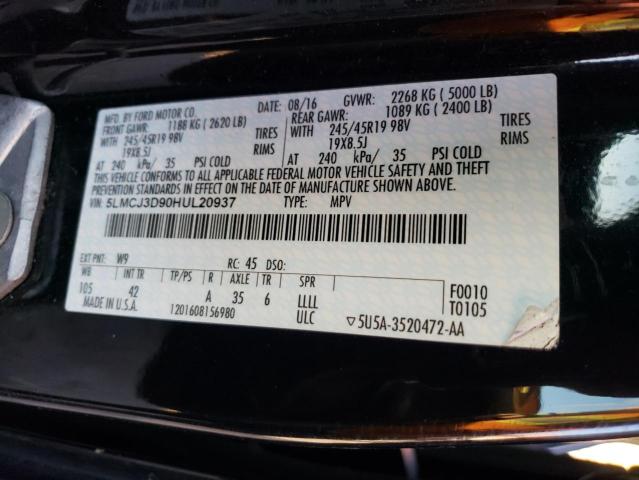 MFD. BY FORD MOTOR CO.
DATE: 08/16 GVWR: 2268 KG ( 5000 LB)
FRONT GAWR: 1188 KG ( 2620 LB)
REAR GAWR: 1089 KG ( 2400 LB)
WITH 245/45R19 98V TIRES
WITH 245/45R19 98V TIRES
19X8.5J RIMS
19X8.5J RIMS
AT 240 kPa/ 35 PSI COLD
AT 240 kPa/ 35 PSI COLD
THIS VEHICLE CONFORMS TO ALL APPLICABLE FEDERAL MOTOR VEHICLE SAFETY AND THEFT
PREVENTION STANDARDS IN EFFECT ON THE DATE OF MANUFACTURE SHOWN ABOVE.
VIN: 5LMCJ3D90HUL20937 TYPE: MPV
EXT PNT: W9 RC: 45 DSO:
WB INT TR TP/PS R AXLE TR SPR
105 42 A 35 6 LLLL F0010
MADE IN U.S.A. 1201608156980 ULC T0105
▽5U5A-3520472-AA